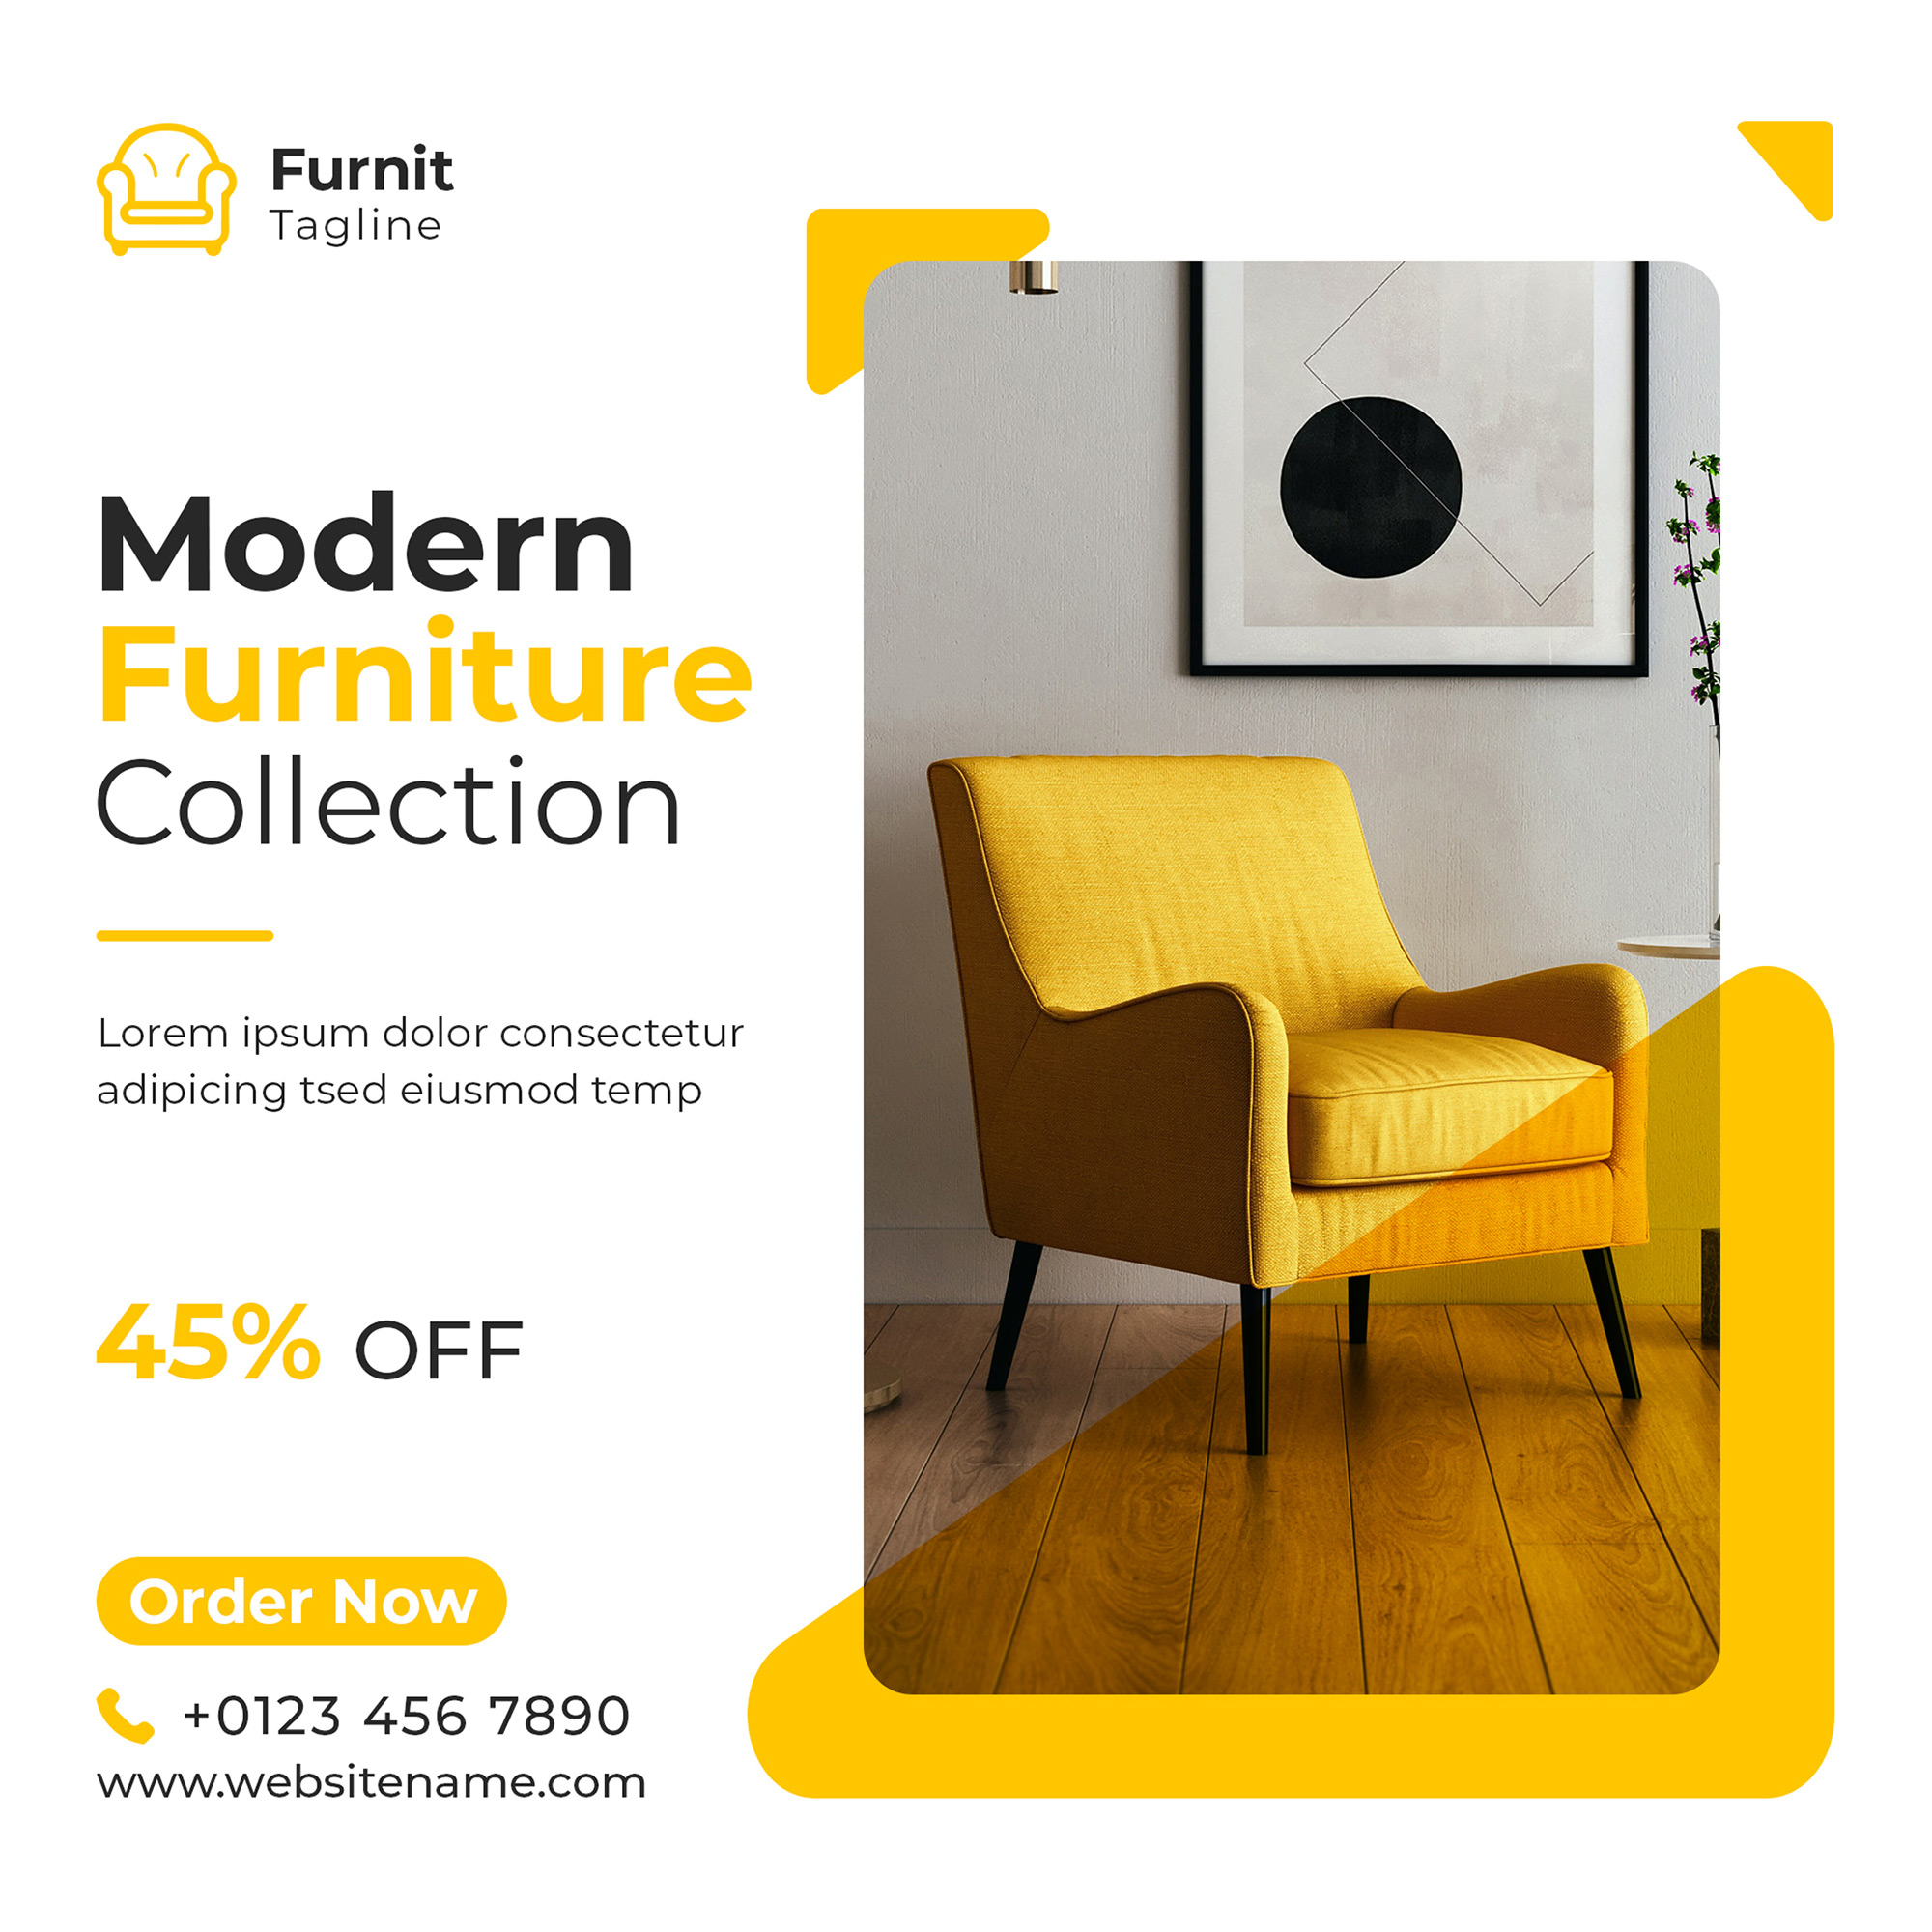 Furnit
Tagline
Modern
Furniture
Collection
Lorem ipsum dolor consectetur
adipicing tsed eiusmod temp
45% OFF
Order Now
+0123 456 7890
www.websitename.com